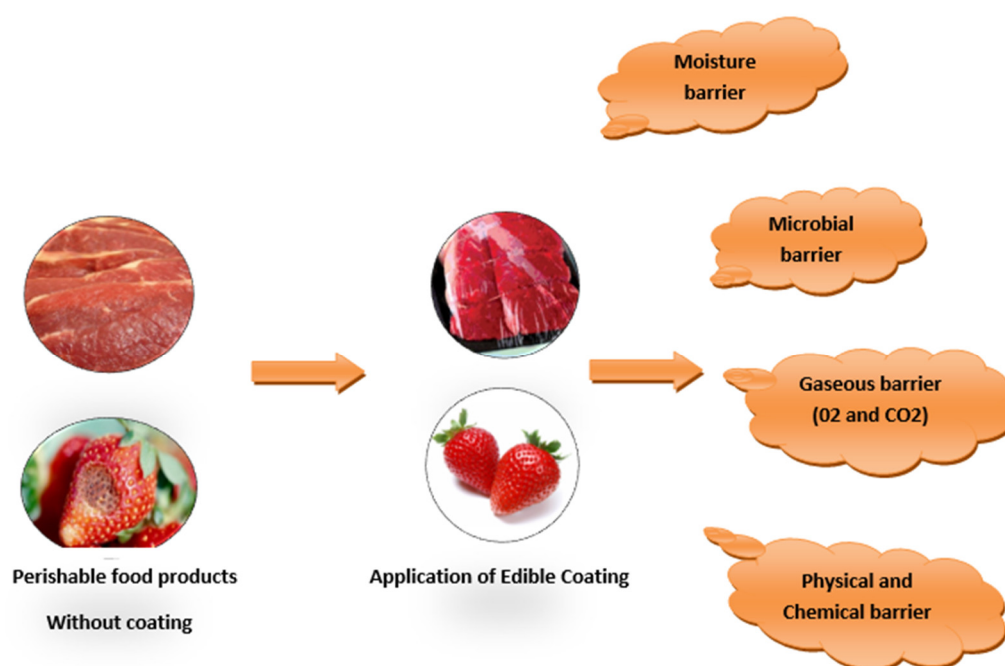 Moisture
barrier
Microbial
barrier
Gaseous barrier
(02 and CO2)
Physical and
Chemical barrier
Perishable food products
Without coating
Application of Edible Coating